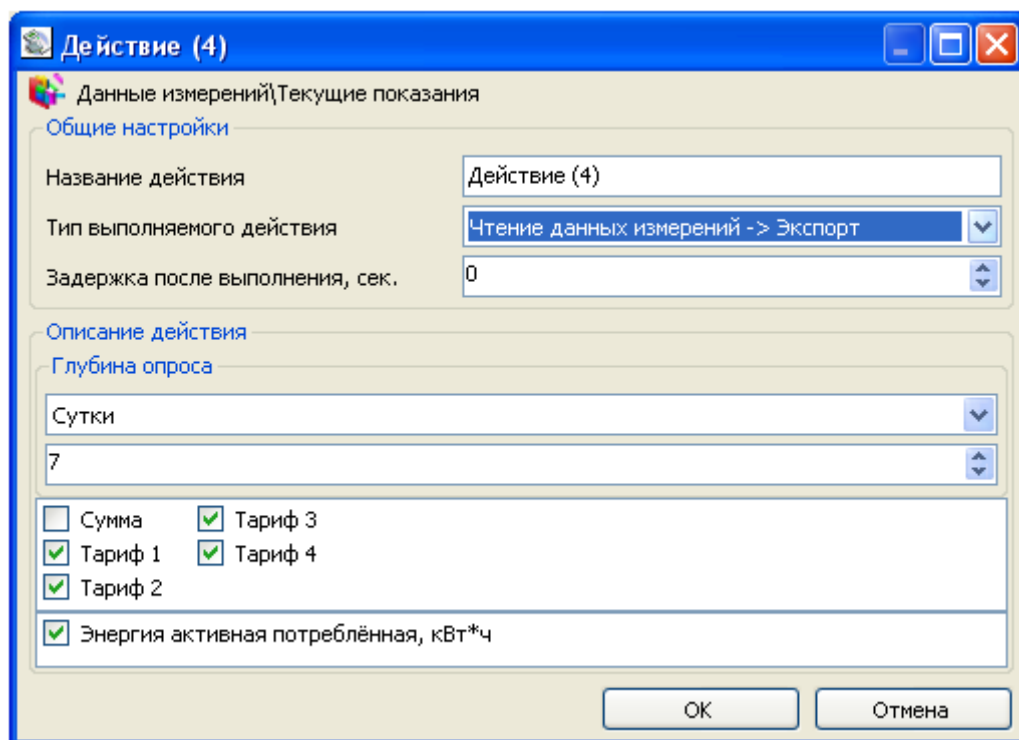 Действие (4)
Данные измерений\Текущие показания
Общие настройки
Название действия Действие (4)
Тип выполняемого действия Чтение данных измерений -> Экспорт
Задержка после выполнения, сек. 0
Описание действия
Глубина опроса
Сутки
7
Сумма Тариф 3
Тариф 1 Тариф 4
Тариф 2
Энергия активная потреблённая, кВт*ч
OK Отмена